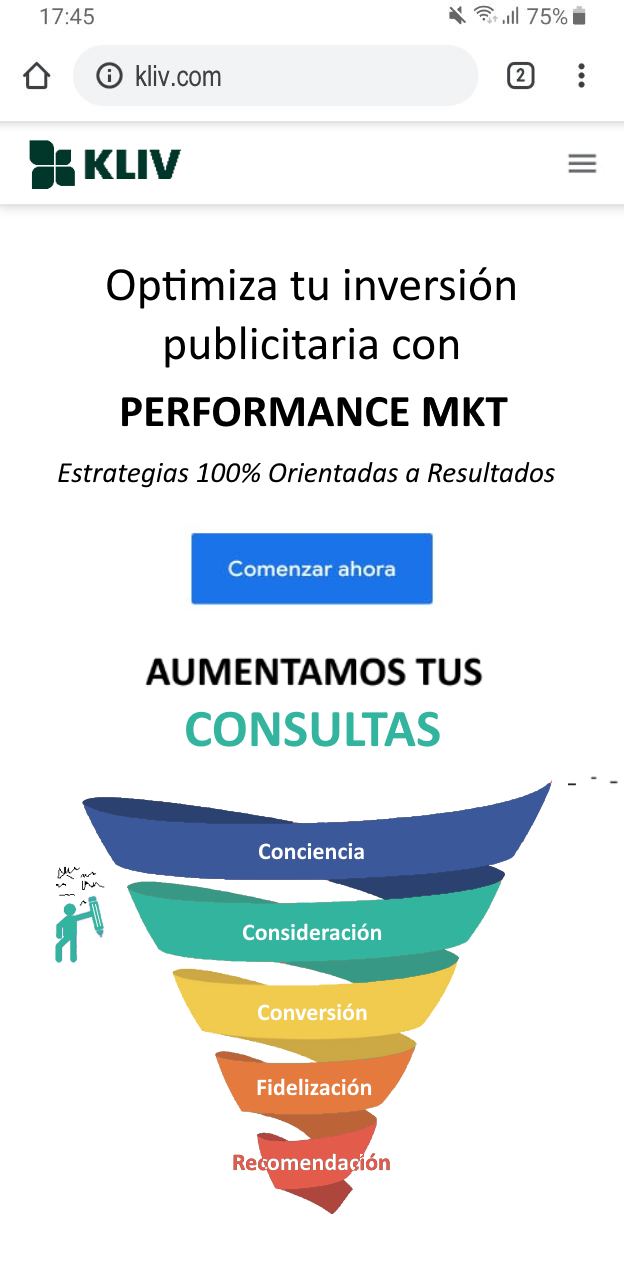 17:45
75%
kliv.com
2
KLIV
Optimiza tu inversión
publicitaria con
PERFORMANCE MKT
Estrategias 100% Orientadas a Resultados
Comenzar ahora
AUMENTAMOS TUS
CONSULTAS
Conciencia
Consideración
Conversión
Fidelización
Recomendación